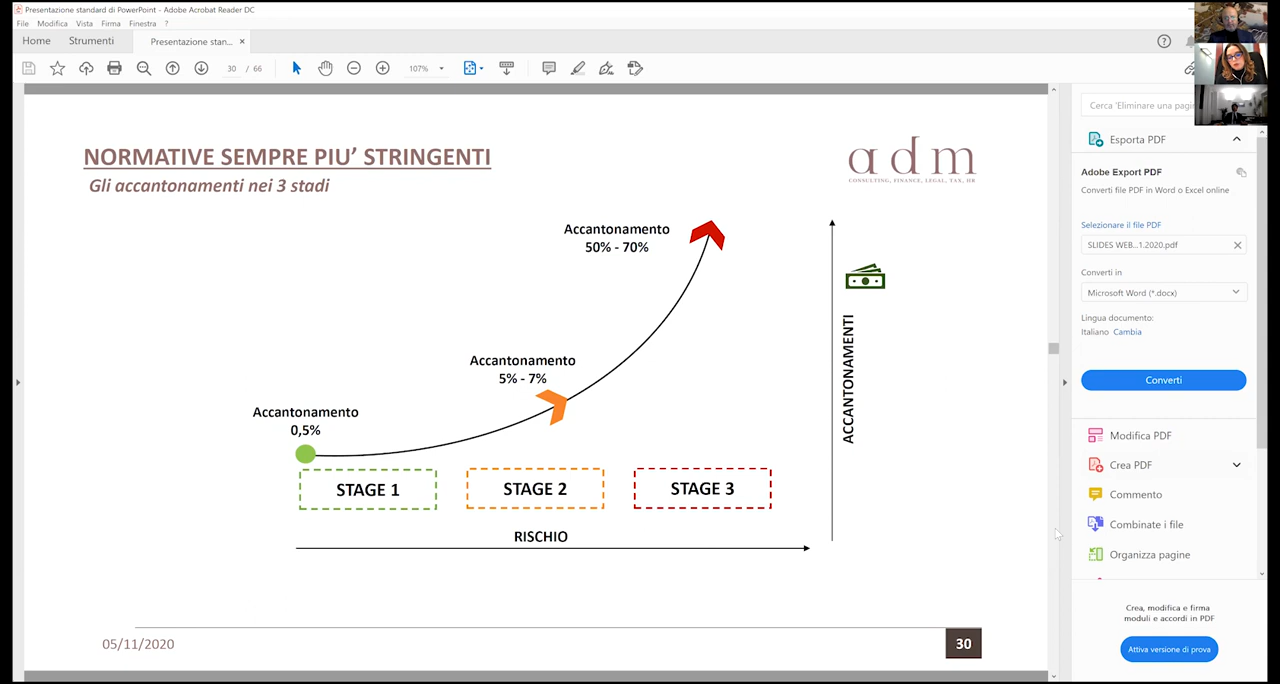 Presentazione standard di PowerPoint - Adobe Acrobat Reader DC
File Modifica Vista Firma Finestra ?
Home Strumenti Presentazione stan... ×
30 / 66 107%
NORMATIVE SEMPRE PIU’ STRINGENTI
Gli accantonamenti nei 3 stadi
adm
CONSULTING, FINANCE, LEGAL, TAX, HR
Accantonamento
50% - 70%
Accantonamento
5% - 7%
Accantonamento
0,5%
STAGE 1
STAGE 2
STAGE 3
RISCHIO
ACCANTONAMENTI
05/11/2020
30
Cerca 'Eliminare una pagi
Esporta PDF
Adobe Export PDF
Converti file PDF in Word o Excel online
Selezionare il file PDF
SLIDES WEB...1.2020.pdf
Converti in
Microsoft Word (*.docx)
Lingua documento:
Italiano Cambia
Converti
Modifica PDF
Crea PDF
Commento
Combinate i file
Organizza pagine
Crea, modifica e firma
moduli e accordi in PDF
Attiva versione di prova